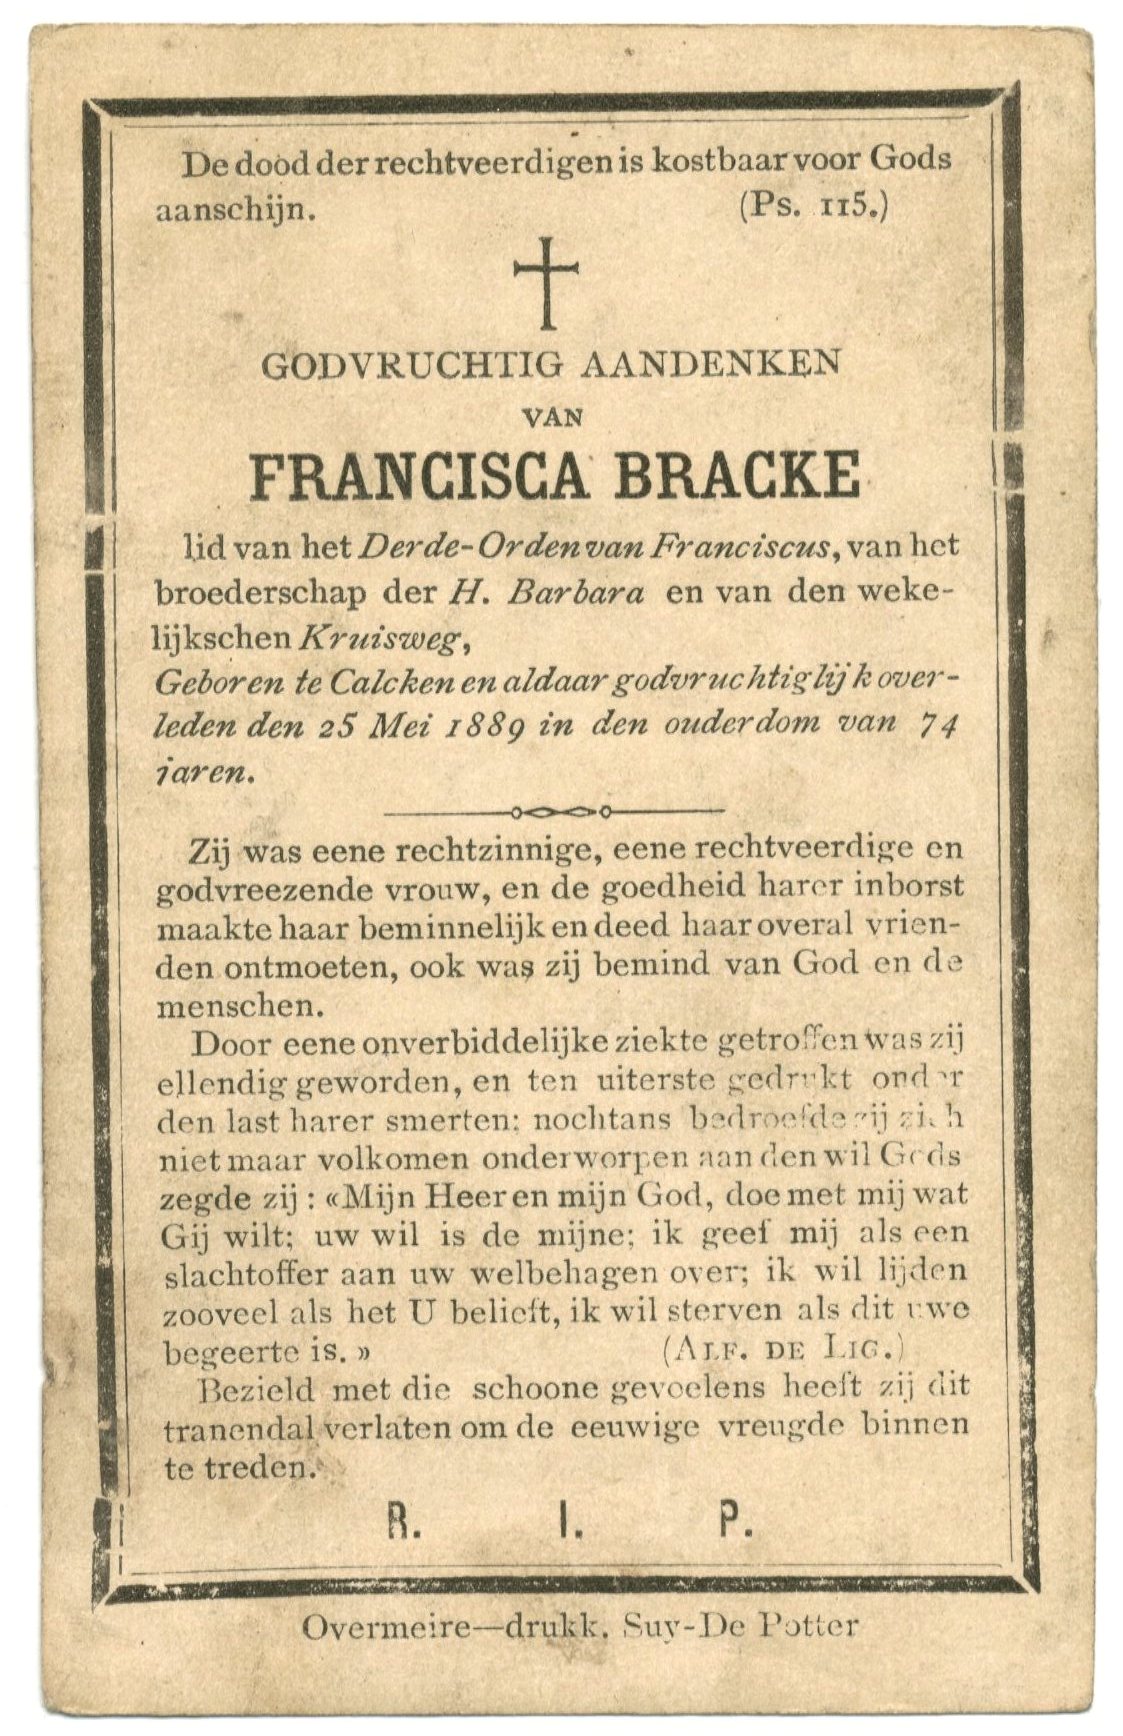 De dood der rechtveerdigen is kostbaar voor Gods
aanschijn. (Ps. 115.)
GODVRUCHTIG AANDENKEN
VAN
FRANCISCA BRACKE
lid van het Derde-Orden van Franciscus, van het
broederschap der H. Barbara en van den weke-
lijkschen Kruisweg,
Geboren te Calcken en aldaar godvruchtiglijk over-
leden den 25 Mei 1889 in den ouderdom van 74
jaren.
Zij was eene rechtzinnige, eene rechtveerdige en
godvreezende vrouw, en de goedheid harer inborst
maakte haar beminnelijk en deed haar overal vrien-
den ontmoeten, ook was zij bemind van God en de
menschen.
Door eene onverbiddelijke ziekte getroffen was zij
ellendig geworden, en ten uiterste gedrukt onder
den last harer smerten: nochtans bedroefde zij zich
niet maar volkomen onderworpen aan den wil Gods
zegde zij : «Mijn Heer en mijn God, doe met mij wat
Gij wilt; uw wil is de mijne; ik geef mij als een
slachtoffer aan uw welbehagen over; ik wil lijden
zooveel als het U belieft, ik wil sterven als dit uwe
begeerte is. » (ALF. DE LIG.)
Bezield met die schoone gevoelens heeft zij dit
tranendal verlaten om de eeuwige vreugde binnen
te treden.
R. I. P.
Overmeire—drukk. Suy-De Potter